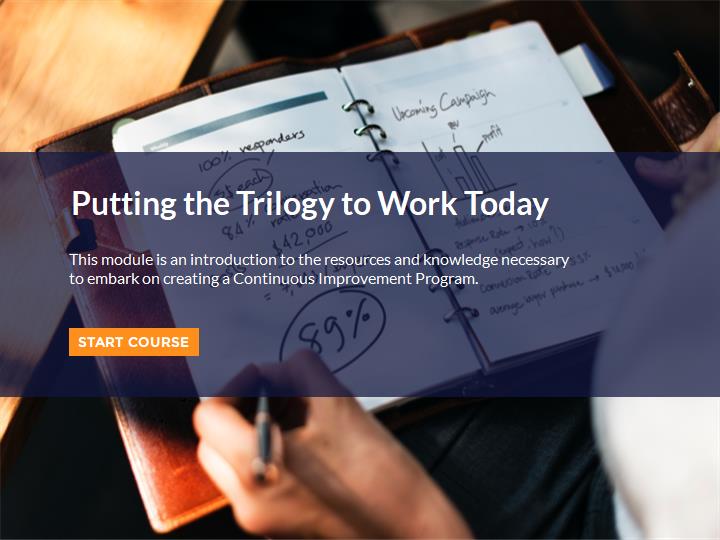 Upcoming Campaign
100% responders
profit
84%
$42,000
89%
Putting the Trilogy to Work Today
This module is an introduction to the resources and knowledge necessary
to embark on creating a Continuous Improvement Program.
START COURSE